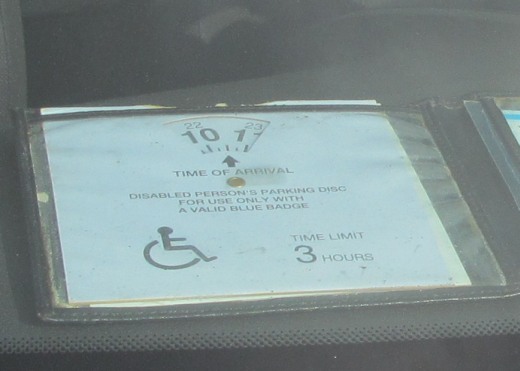 22 23
10 11
TIME OF ARRIVAL
DISABLED PERSON'S PARKING DISC
FOR USE ONLY WITH
A VALID BLUE BADGE
TIME LIMIT
3 HOURS